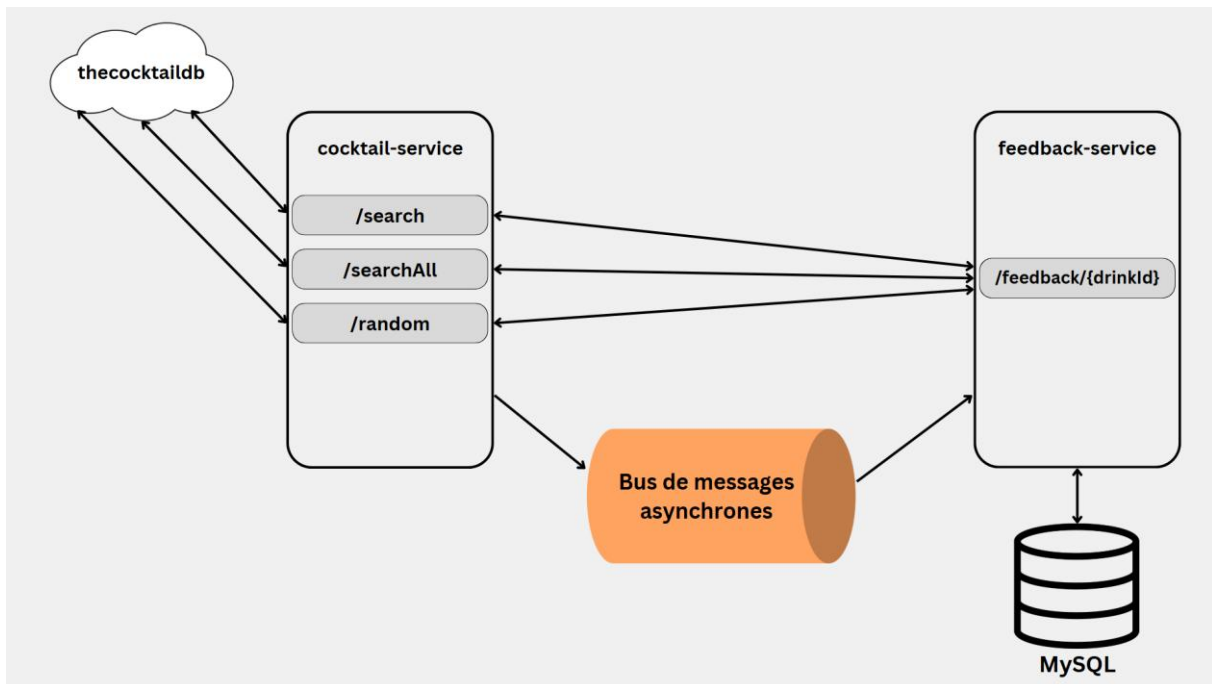 thecocktaildb
cocktail-service
/search
/searchAll
/random
feedback-service
/feedback/{drinkId}
Bus de messages
asynchrones
MySQL